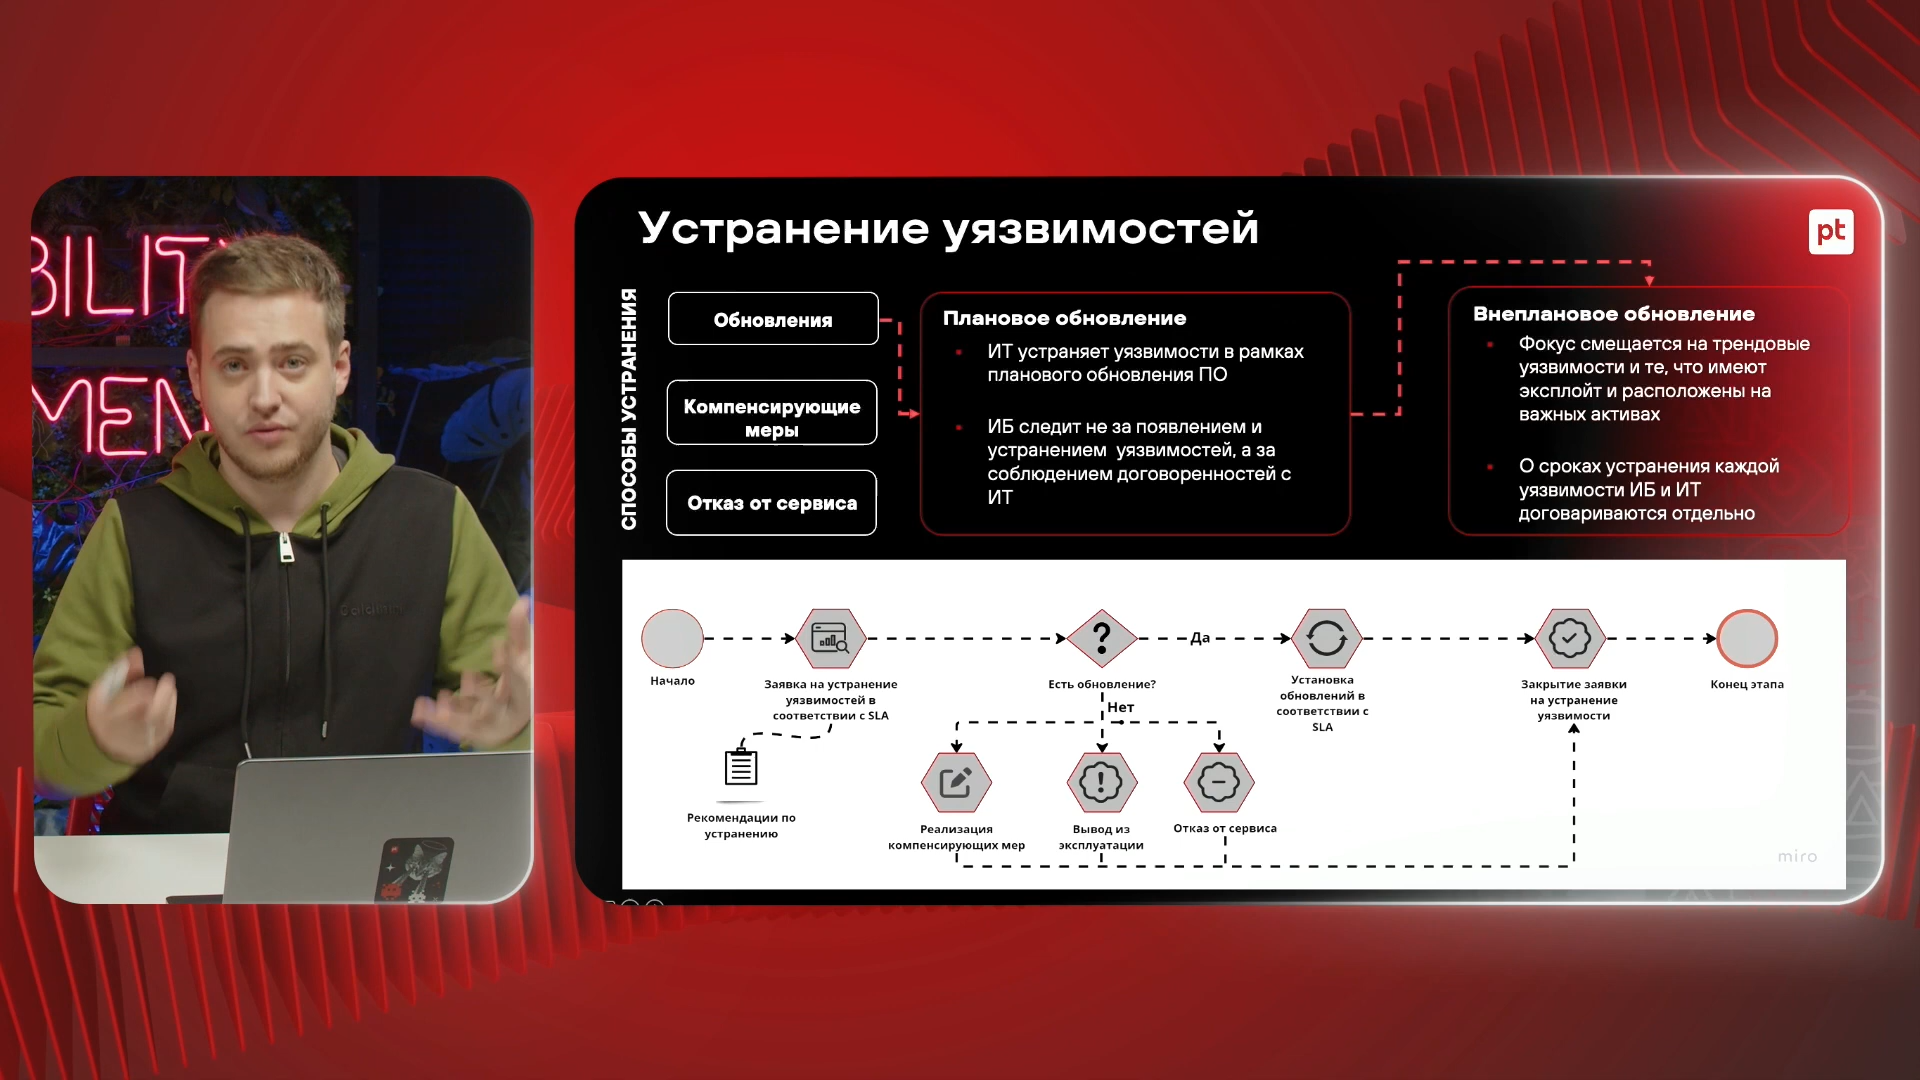 BILITY
MEN
Устранение уязвимостей
pt
СПОСОБЫ УСТРАНЕНИЯ
Обновления
Компенсирующие
меры
Отказ от сервиса
Плановое обновление
ИТ устраняет уязвимости в рамках
планового обновления ПО
ИБ следит не за появлением и
устранением уязвимостей, а за
соблюдением договоренностей с
ИТ
Внеплановое обновление
Фокус смещается на трендовые
уязвимости и те, что имеют
эксплойт и расположены на
важных активах
О сроках устранения каждой
уязвимости ИБ и ИТ
договариваются отдельно
Начало
Заявка на устранение
уязвимостей в
соответствии с SLA
Рекомендации по
устранению
?
Есть обновление?
Да
Нет
Установка
обновлений в
соответствии с
SLA
Закрытие заявки
на устранение
уязвимости
Конец этапа
Реализация
компенсирующих мер
!
Вывод из
эксплуатации
Отказ от сервиса
miro